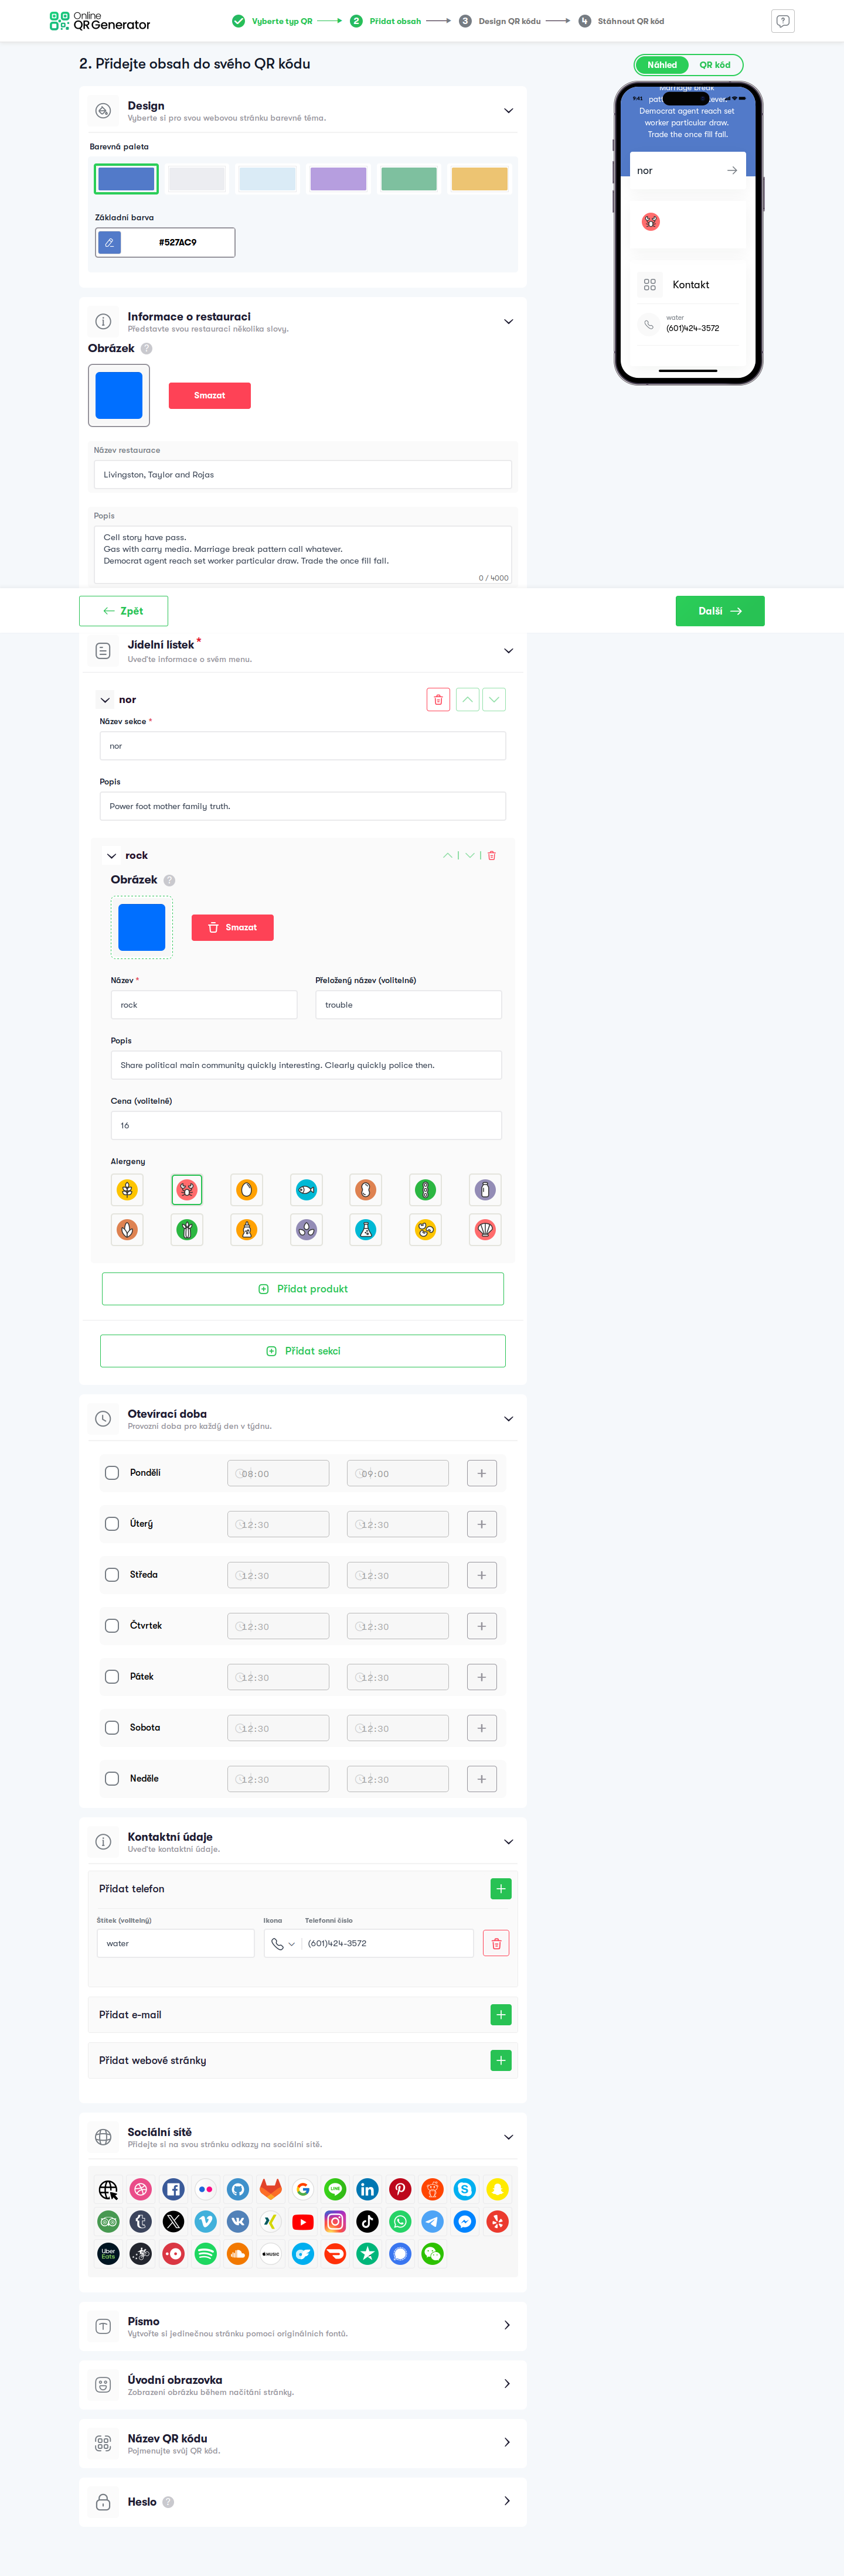 Online
QR Generator
Vyberte typ QR
2
Přidat obsah
3
Design QR kódu
4
Stáhnout QR kód
2. Přidejte obsah do svého QR kódu
Náhled
QR kód
Design
Vyberte si pro svou webovou stránku barevné téma.
Barevná paleta
Základní barva
#527AC9
Informace o restauraci
Představte svou restauraci několika slovy.
Obrázek ?
Smazat
Název restaurace
Livingston, Taylor and Rojas
Popis
Cell story have pass.
Gas with carry media. Marriage break pattern call whatever.
Democrat agent reach set worker particular draw. Trade the once fill fall.
0 / 4000
9:41
Marriage break
Democrat agent reach set
worker particular draw.
Trade the once fill fall.
nor
Kontakt
water
(601)424-3572
Zpět
Další
Jídelní lístek *
Uveďte informace o svém menu.
nor
Název sekce *
nor
Popis
Power foot mother family truth.
rock
Obrázek ?
Smazat
Název *
Přeložený název (volitelné)
rock
trouble
Popis
Share political main community quickly interesting. Clearly quickly police then.
Cena (volitelné)
16
Alergeny
Přidat produkt
Přidat sekci
Otevírací doba
Provozní doba pro každý den v týdnu.
Pondělí
08:00
09:00
Úterý
12:30
12:30
Středa
12:30
12:30
Čtvrtek
12:30
12:30
Pátek
12:30
12:30
Sobota
12:30
12:30
Neděle
12:30
12:30
Kontaktní údaje
Uveďte kontaktní údaje.
Přidat telefon
Štítek (volitelný)
Ikona
Telefonní číslo
water
(601)424-3572
Přidat e-mail
Přidat webové stránky
Sociální sítě
Přidejte si na svou stránku odkazy na sociální sítě.
LINE
Uber
Eats
MUSIC
Písmo
Vytvořte si jedinečnou stránku pomocí originálních fontů.
Úvodní obrazovka
Zobrazení obrázku během načítání stránky.
Název QR kódu
Pojmenujte svůj QR kód.
Heslo ?